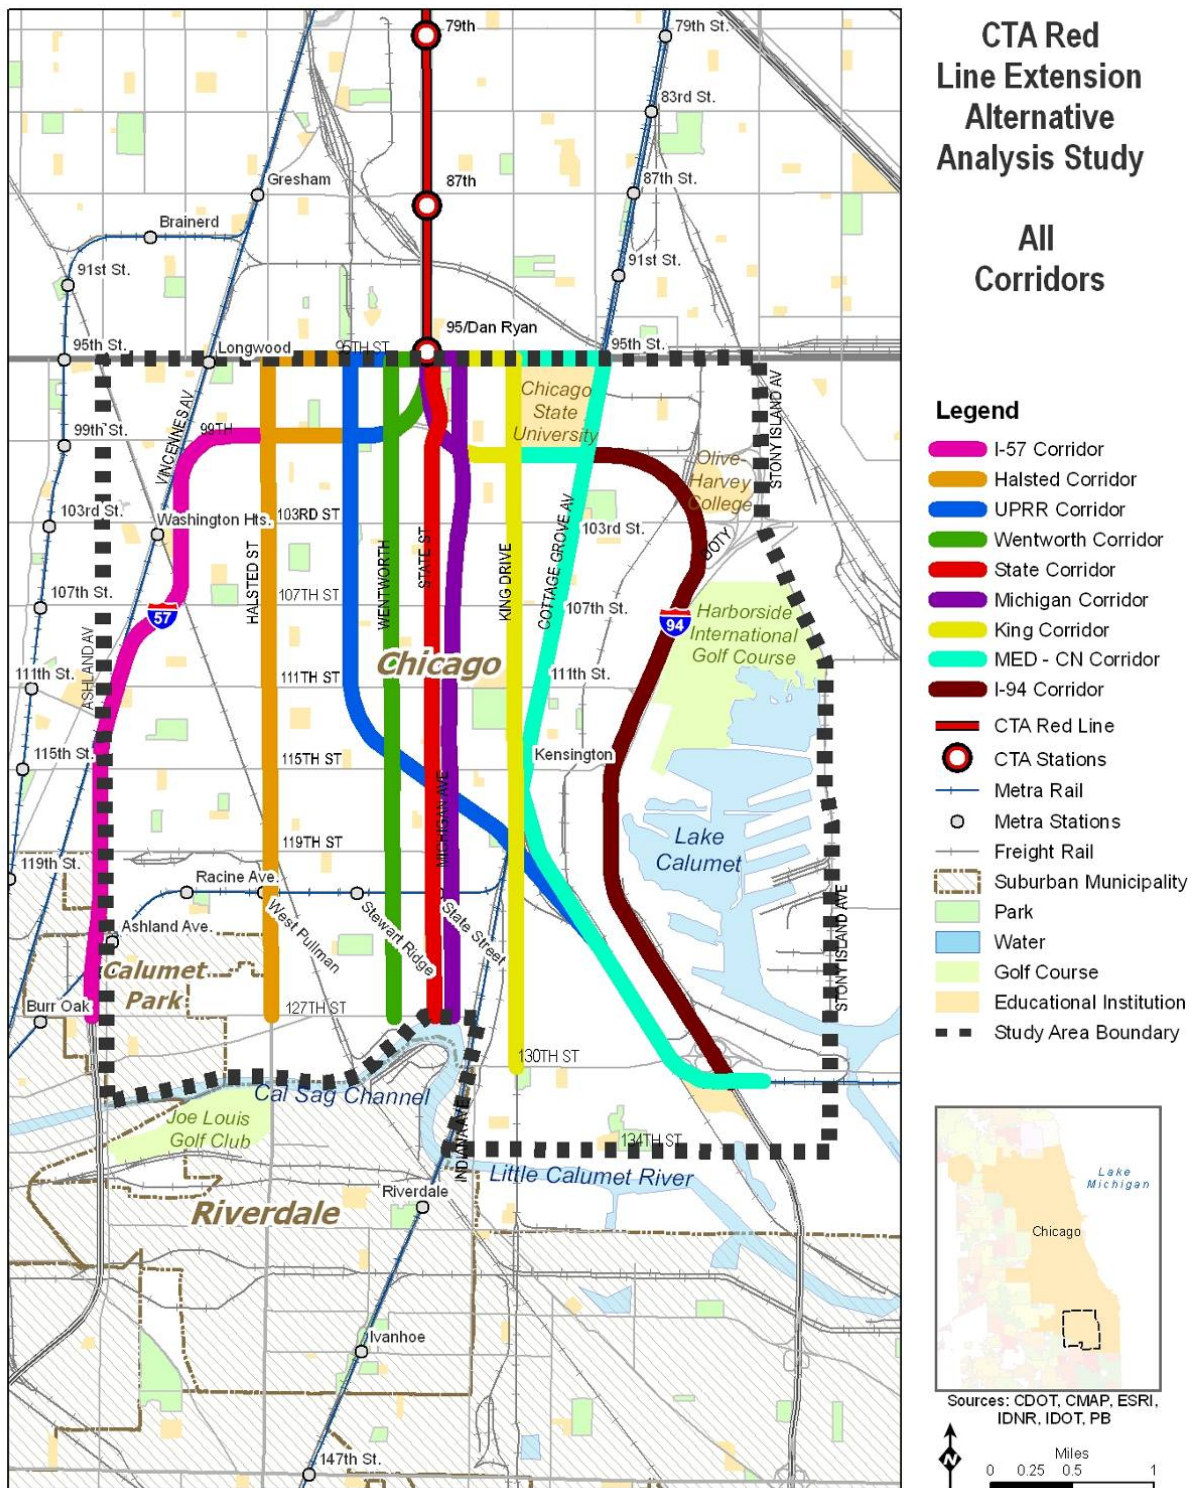 CTA Red
Line Extension
Alternative
Analysis Study
All
Corridors
Legend
I-57 Corridor
Halsted Corridor
UPRR Corridor
Wentworth Corridor
State Corridor
Michigan Corridor
King Corridor
MED - CN Corridor
I-94 Corridor
CTA Red Line
CTA Stations
Metra Rail
Metra Stations
Freight Rail
Suburban Municipality
Park
Water
Golf Course
Educational Institution
Study Area Boundary
Lake
Michigan
Chicago
Sources: CDOT, CMAP, ESRI,
IDNR, IDOT, PB
N
Miles
0 0.25 0.5 1
79th
79th St.
83rd St.
87th
87th St.
Gresham
Brainerd
91st St.
91st St.
95/Dan Ryan
95th St.
Longwood
95TH ST
95th St.
Chicago
State
University
99TH
99th St.
VINCENNES AV
STONY ISLAND AV
Olive-
Harvey
College
103rd St.
Washington Hts.
103RD ST
103rd St.
DOTY
HALSTED ST
WENTWORTH
STATE ST
KING DRIVE
COTTAGE GROVE AV
107th St.
57
107TH ST
107th St.
94
Harborside
International
Golf Course
ASHLAND AV
Chicago
111th St.
111TH ST
111th St.
115th St.
115TH ST
Kensington
MICHIGAN AVE
119th St.
119TH ST
Lake
Calumet
Racine Ave.
Ashland Ave.
West Pullman
Stewart Ridge
State Street
STONY ISLAND AVE
Calumet
Park
Burr Oak
127TH ST
130TH ST
Cal Sag Channel
Joe Louis
Golf Club
INDIANA AVE
134TH ST
Little Calumet River
Riverdale
Riverdale
Ivanhoe
147th St.